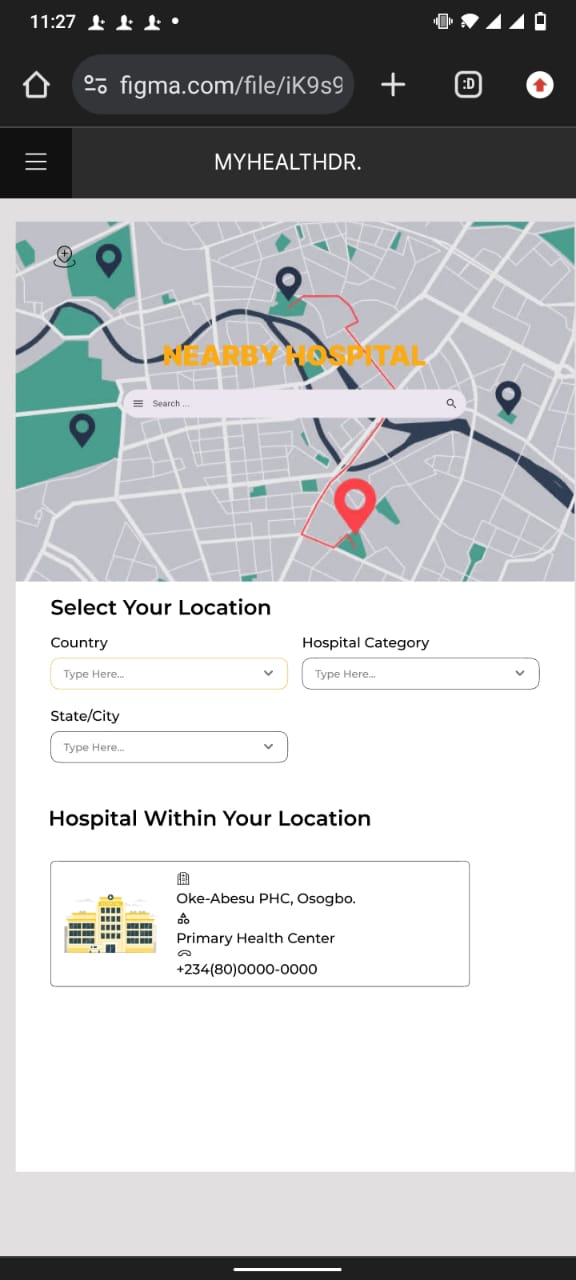 11:27
figma.com/file/iK9s9
:D
MYHEALTHDR.
NEARBY HOSPITAL
Search ...
Select Your Location
Country
Hospital Category
Type Here...
Type Here...
State/City
Type Here...
Hospital Within Your Location
Oke-Abesu PHC, Osogbo.
Primary Health Center
+234(80)0000-0000